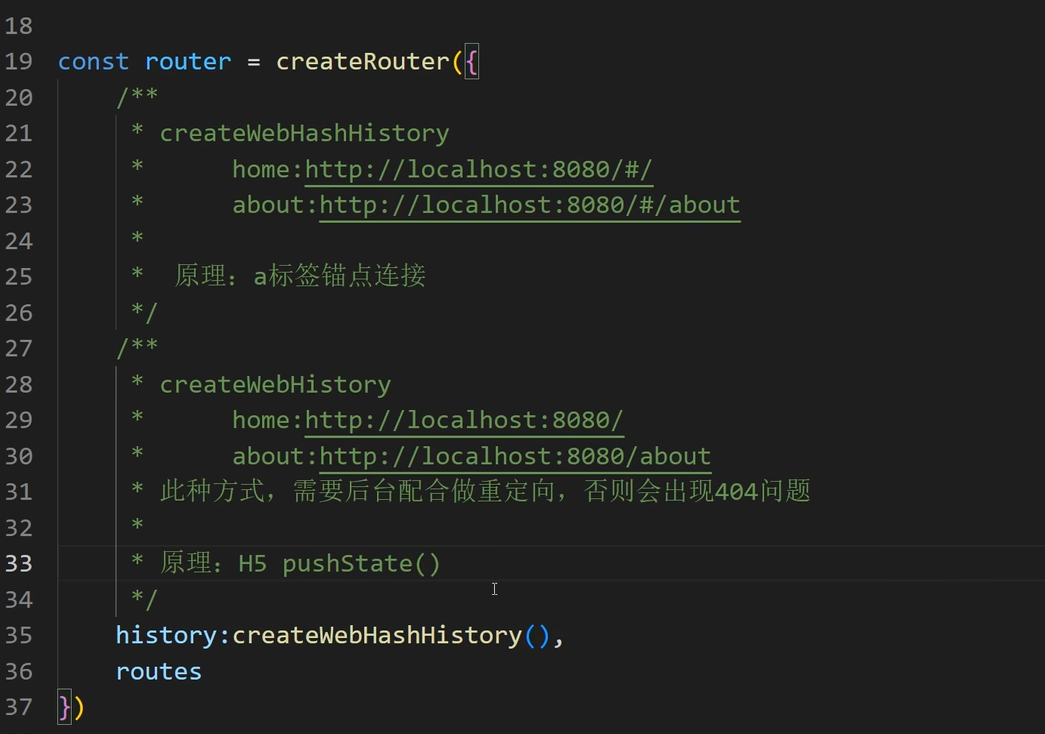 18
19 const router = createRouter({
20 /**
21 * createWebHashHistory
22 * home:http://localhost:8080/#/
23 * about:http://localhost:8080/#/about
24 *
25 * 原理：a标签锚点连接
26 */
27 /**
28 * createWebHistory
29 * home:http://localhost:8080/
30 * about:http://localhost:8080/about
31 * 此种方式，需要后台配合做重定向，否则会出现404问题
32 *
33 * 原理：H5 pushState()
34 */
35 history:createWebHashHistory(),
36 routes
37 })